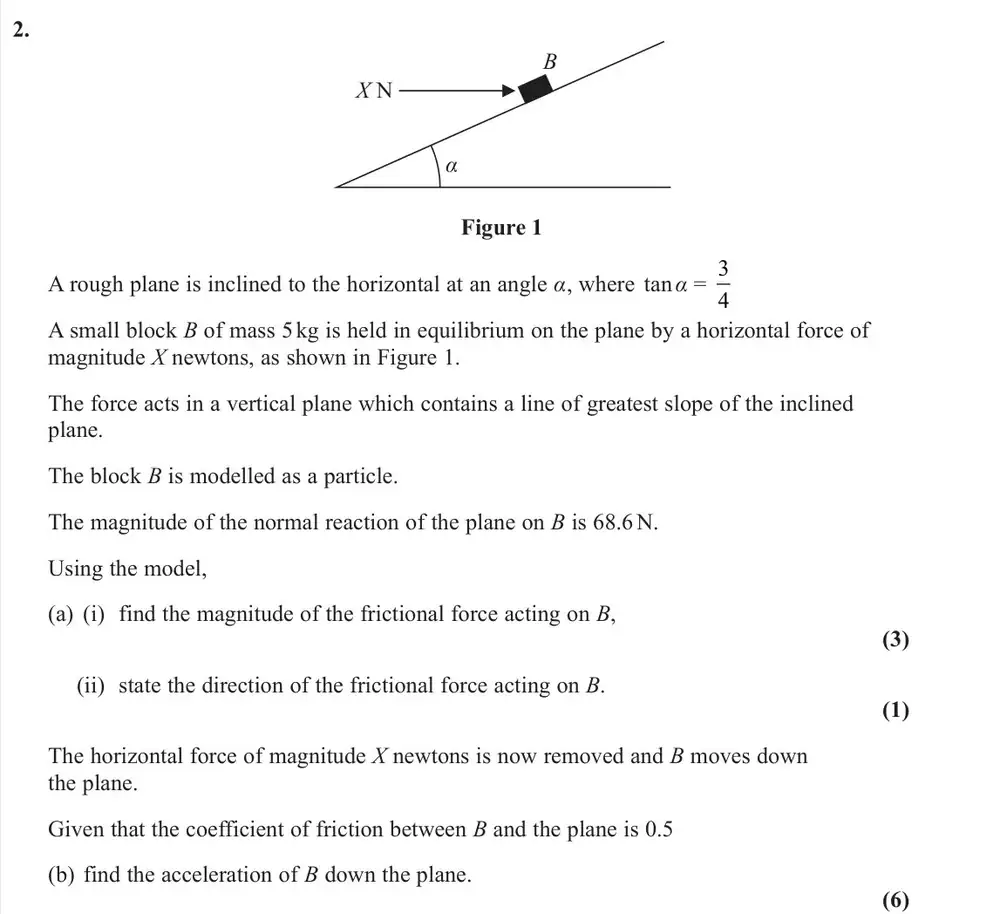 2.
B
X N
α
Figure 1
A rough plane is inclined to the horizontal at an angle α, where tan α = 3/4
A small block B of mass 5 kg is held in equilibrium on the plane by a horizontal force of
magnitude X newtons, as shown in Figure 1.
The force acts in a vertical plane which contains a line of greatest slope of the inclined
plane.
The block B is modelled as a particle.
The magnitude of the normal reaction of the plane on B is 68.6 N.
Using the model,
(a) (i) find the magnitude of the frictional force acting on B,
(3)
(ii) state the direction of the frictional force acting on B.
(1)
The horizontal force of magnitude X newtons is now removed and B moves down
the plane.
Given that the coefficient of friction between B and the plane is 0.5
(b) find the acceleration of B down the plane.
(6)